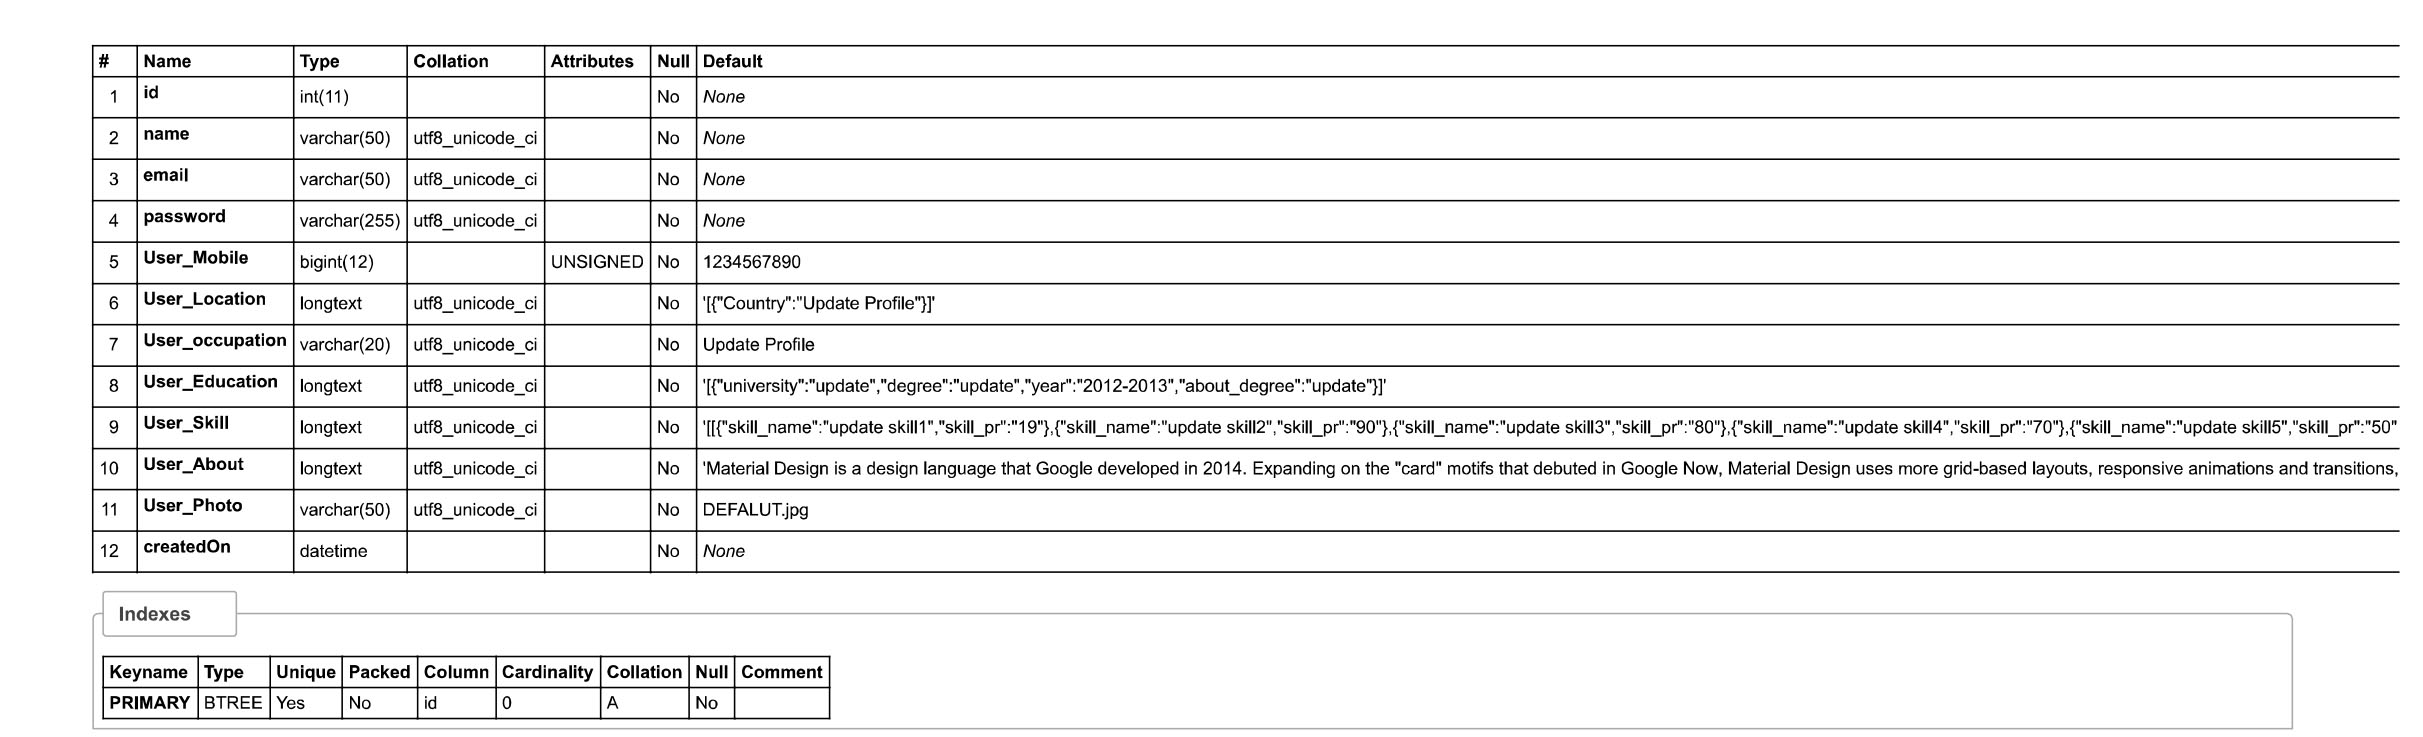 # Name Type Collation Attributes Null Default
1 id int(11) No None
2 name varchar(50) utf8_unicode_ci No None
3 email varchar(50) utf8_unicode_ci No None
4 password varchar(255) utf8_unicode_ci No None
5 User_Mobile bigint(12) UNSIGNED No 1234567890
6 User_Location longtext utf8_unicode_ci No '[{"Country":"Update Profile"}]'
7 User_occupation varchar(20) utf8_unicode_ci No Update Profile
8 User_Education longtext utf8_unicode_ci No '[{"university":"update","degree":"update","year":"2012-2013","about_degree":"update"}]'
9 User_Skill longtext utf8_unicode_ci No '[[{"skill_name":"update skill1","skill_pr":"19"},{"skill_name":"update skill2","skill_pr":"90"},{"skill_name":"update skill3","skill_pr":"80"},{"skill_name":"update skill4","skill_pr":"70"},{"skill_name":"update skill5","skill_pr":"50"
10 User_About longtext utf8_unicode_ci No 'Material Design is a design language that Google developed in 2014. Expanding on the "card" motifs that debuted in Google Now, Material Design uses more grid-based layouts, responsive animations and transitions,
11 User_Photo varchar(50) utf8_unicode_ci No DEFALUT.jpg
12 createdOn datetime No None
Indexes
Keyname Type Unique Packed Column Cardinality Collation Null Comment
PRIMARY BTREE Yes No id 0 A No